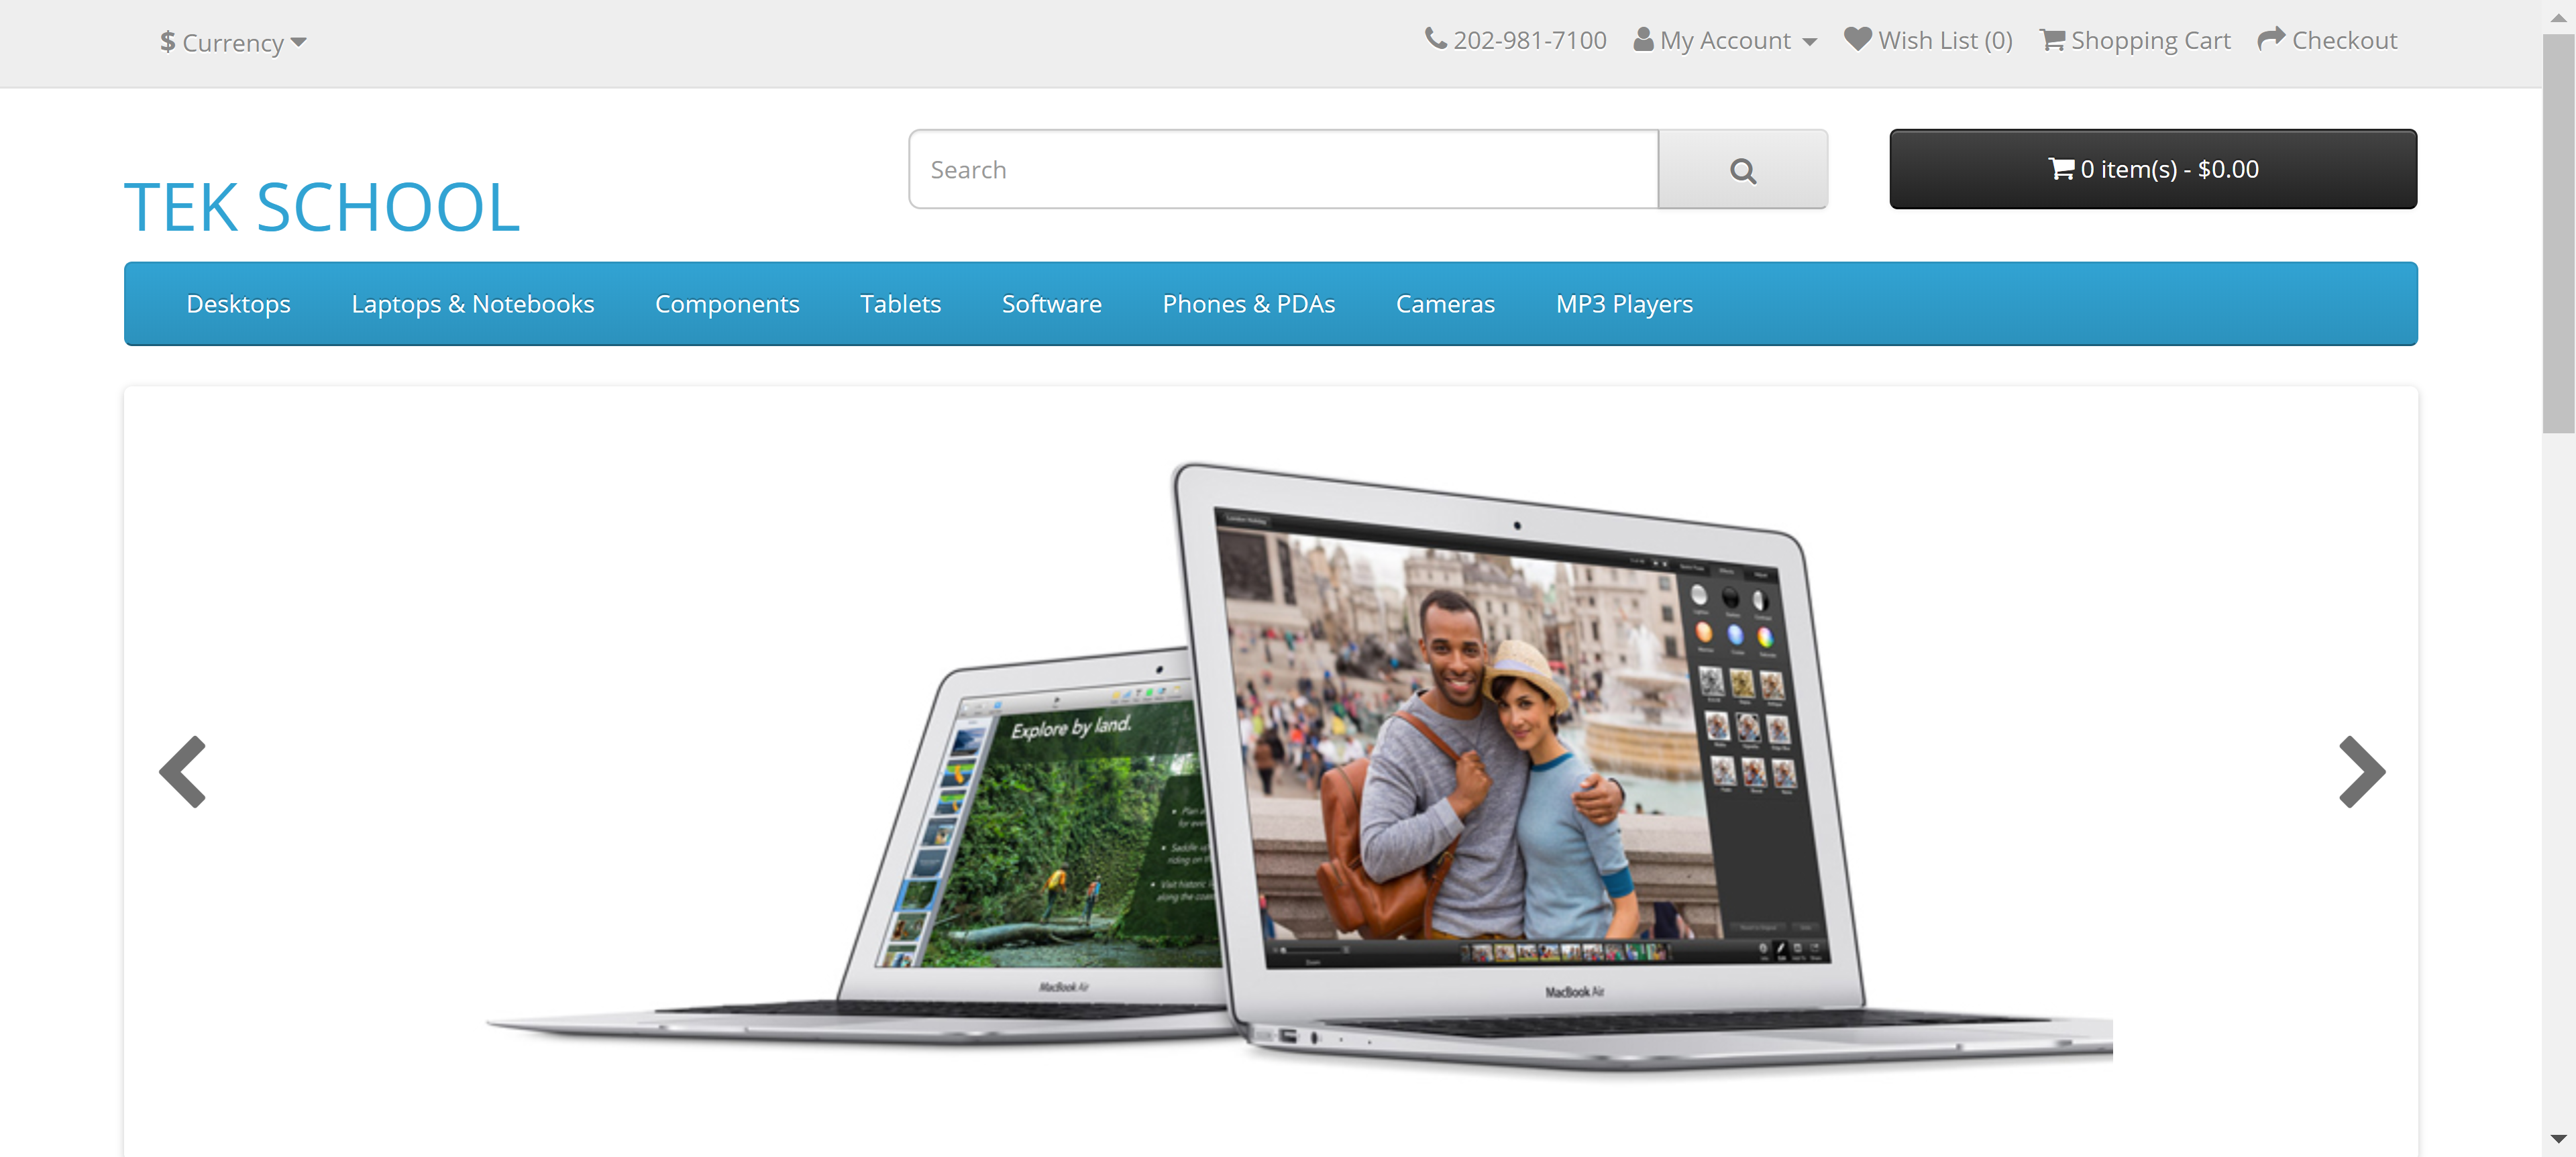 $ Currency
202-981-7100 My Account Wish List (0) Shopping Cart Checkout
TEK SCHOOL
Search
0 item(s) - $0.00
Desktops Laptops & Notebooks Components Tablets Software Phones & PDAs Cameras MP3 Players
Explore by land.
MacBook Air
MacBook Air